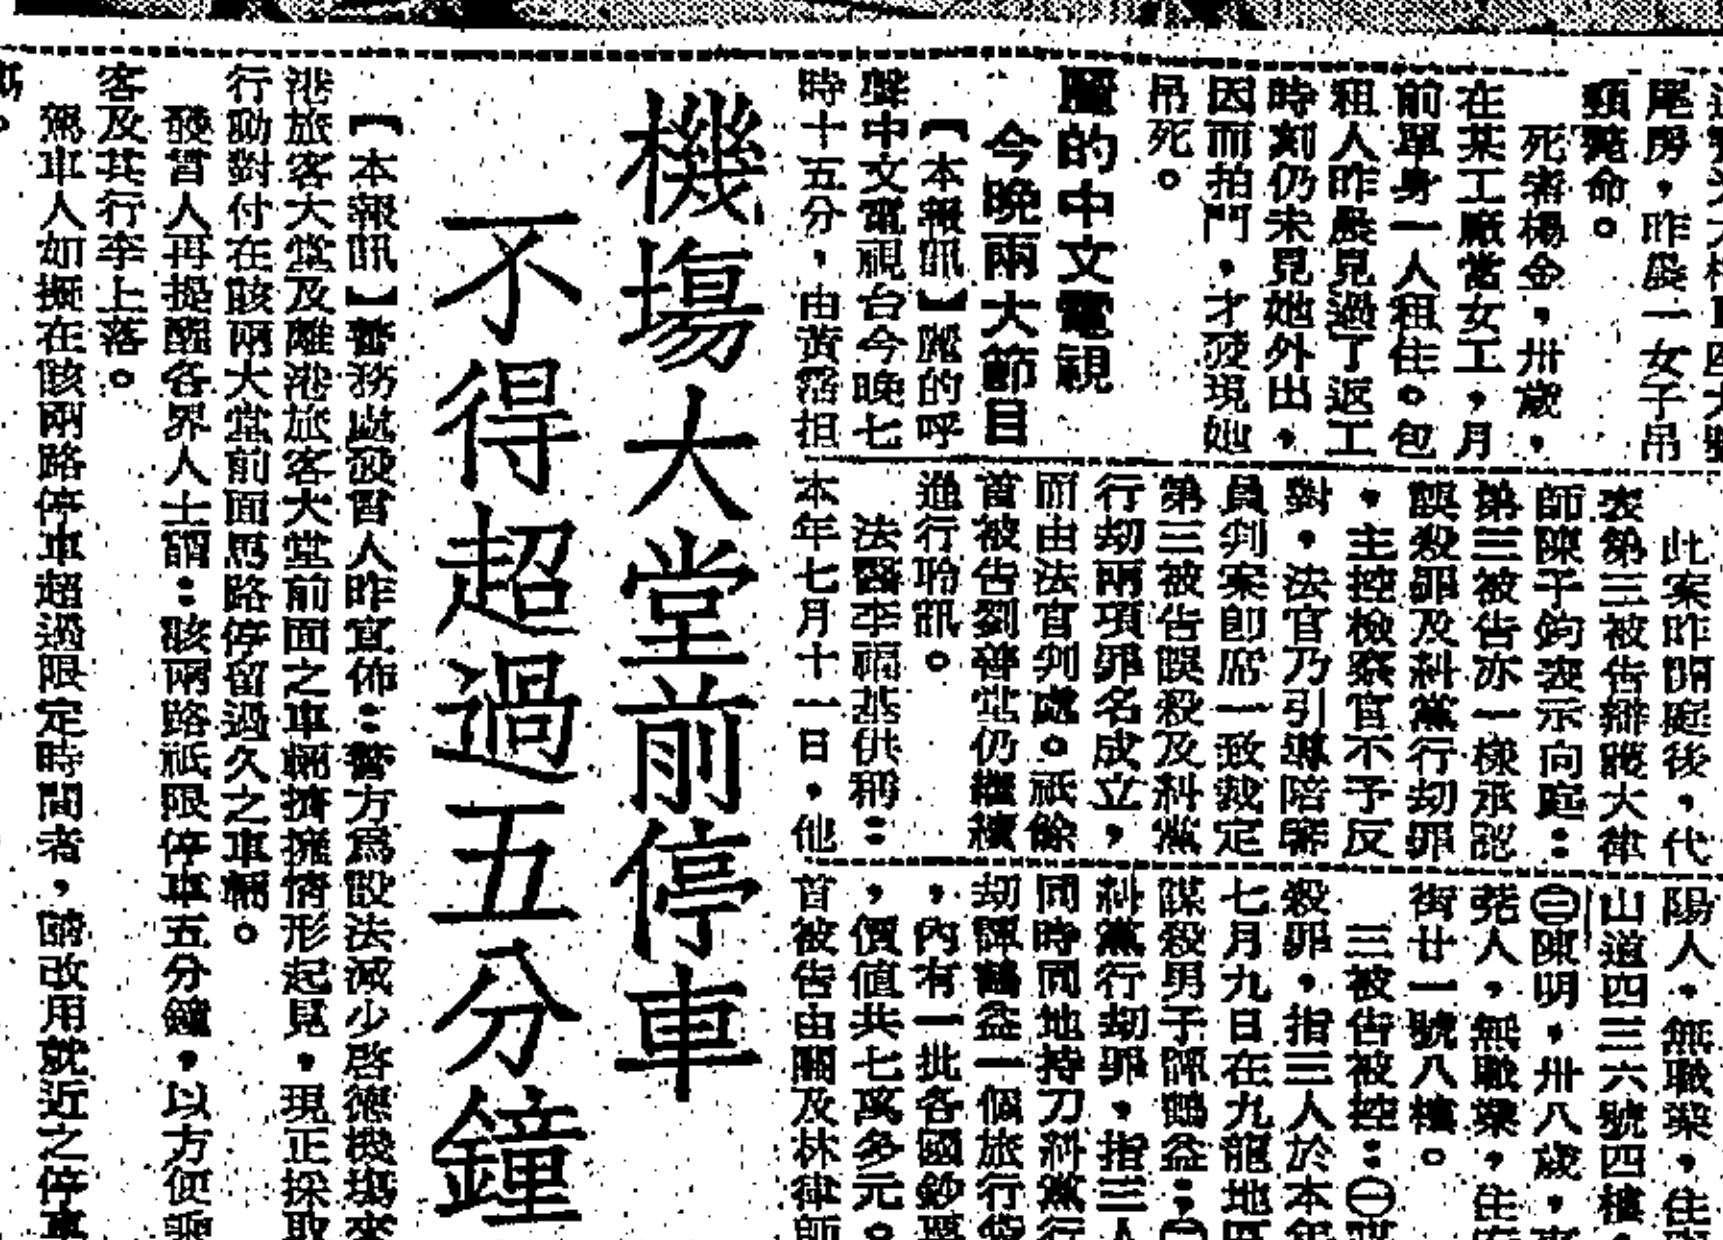 尾房，昨晨一女子吊
頸斃命。
死者楊金，卅歲，
在某工廠當女工，月
前單身一人租住。包
租人昨晨見過了返工
時刻仍未見她外出，
因而拍門，才發現她
吊死。
麗的中文電視
今晚兩大節目
【本報訊】麗的呼
聲中文電視台今晚七
時十五分，由黃霑担
此案昨開庭後，代
表第三被告辯護大律
師陳子鈞表示向庭：
第三被告亦一樣承認
誤殺罪及糾黨行刧罪
，主控檢察官不予反
對，法官乃引導陪審
員判案卽席一致裁定
第三被告誤殺及糾黨
行刧兩項罪名成立，
而由法官判處。祇餘
首被告劉善堂仍繼續
進行聆訊。
法醫李福基供稱：
本年七月十一日，他
陽人，無職業，住
山道四三六號四樓
㊁陳明，卅八歲，
人，無職業，住
街廿一號八樓。
三被告被控：㊀
殺罪，指三人於本年
七月九日在九龍地
謀殺男子譚鶴益；
糾黨行刧罪，指三人
同時同地持刀糾黨行
刧譚鶴益一個旅行
，內有一批各國鈔票
，價值共七萬多元。
首被告由關及林律師
機塲大堂前停車
不得超過五分鐘
【本報訊】警務處發言人昨宣佈：警方爲設法減少啓德機塲來
港旅客大堂及離港旅客大堂前面之車輛擠擁情形起見，現正採取
行動對付在該兩大堂前面馬路停留過久之車輛。
發言人再提醒各界人士謂：該兩路祇限停車五分鐘，以方便乘
客及其行李上落。
駕車人如擬在該兩路停車超過限定時間者，請改用就近之停車